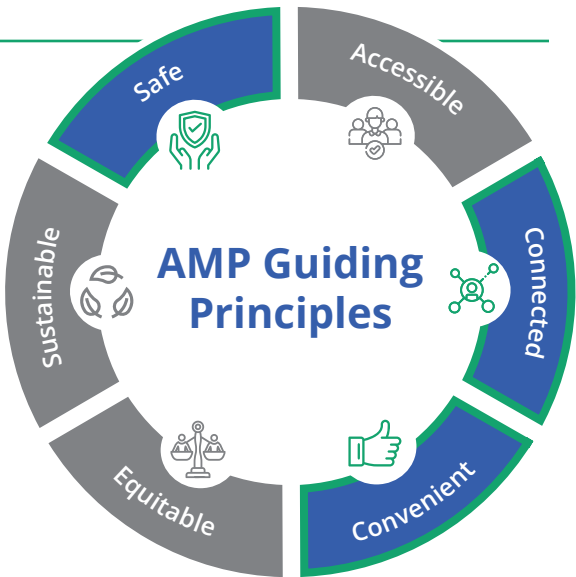 Safe
Accessible
Connected
Convenient
Equitable
Sustainable
AMP Guiding
Principles